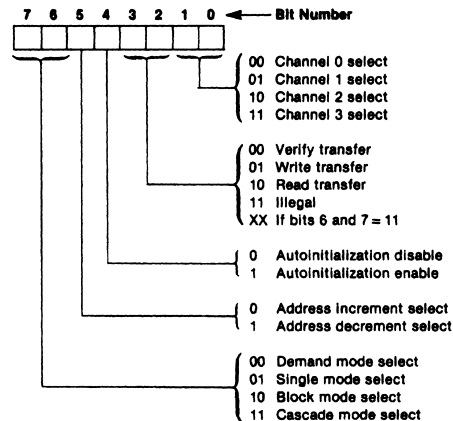 7 6 5 4 3 2 1 0 Bit Number
00 Channel 0 select
01 Channel 1 select
10 Channel 2 select
11 Channel 3 select
00 Verify transfer
01 Write transfer
10 Read transfer
11 Illegal
XX If bits 6 and 7 = 11
0 Autoinitialization disable
1 Autoinitialization enable
0 Address increment select
1 Address decrement select
00 Demand mode select
01 Single mode select
10 Block mode select
11 Cascade mode select